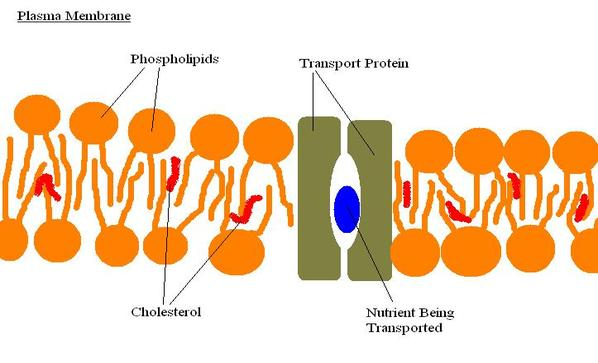 Plasma Membrane
Phospholipids
Transport Protein
Cholesterol
Nutrient Being
Transported